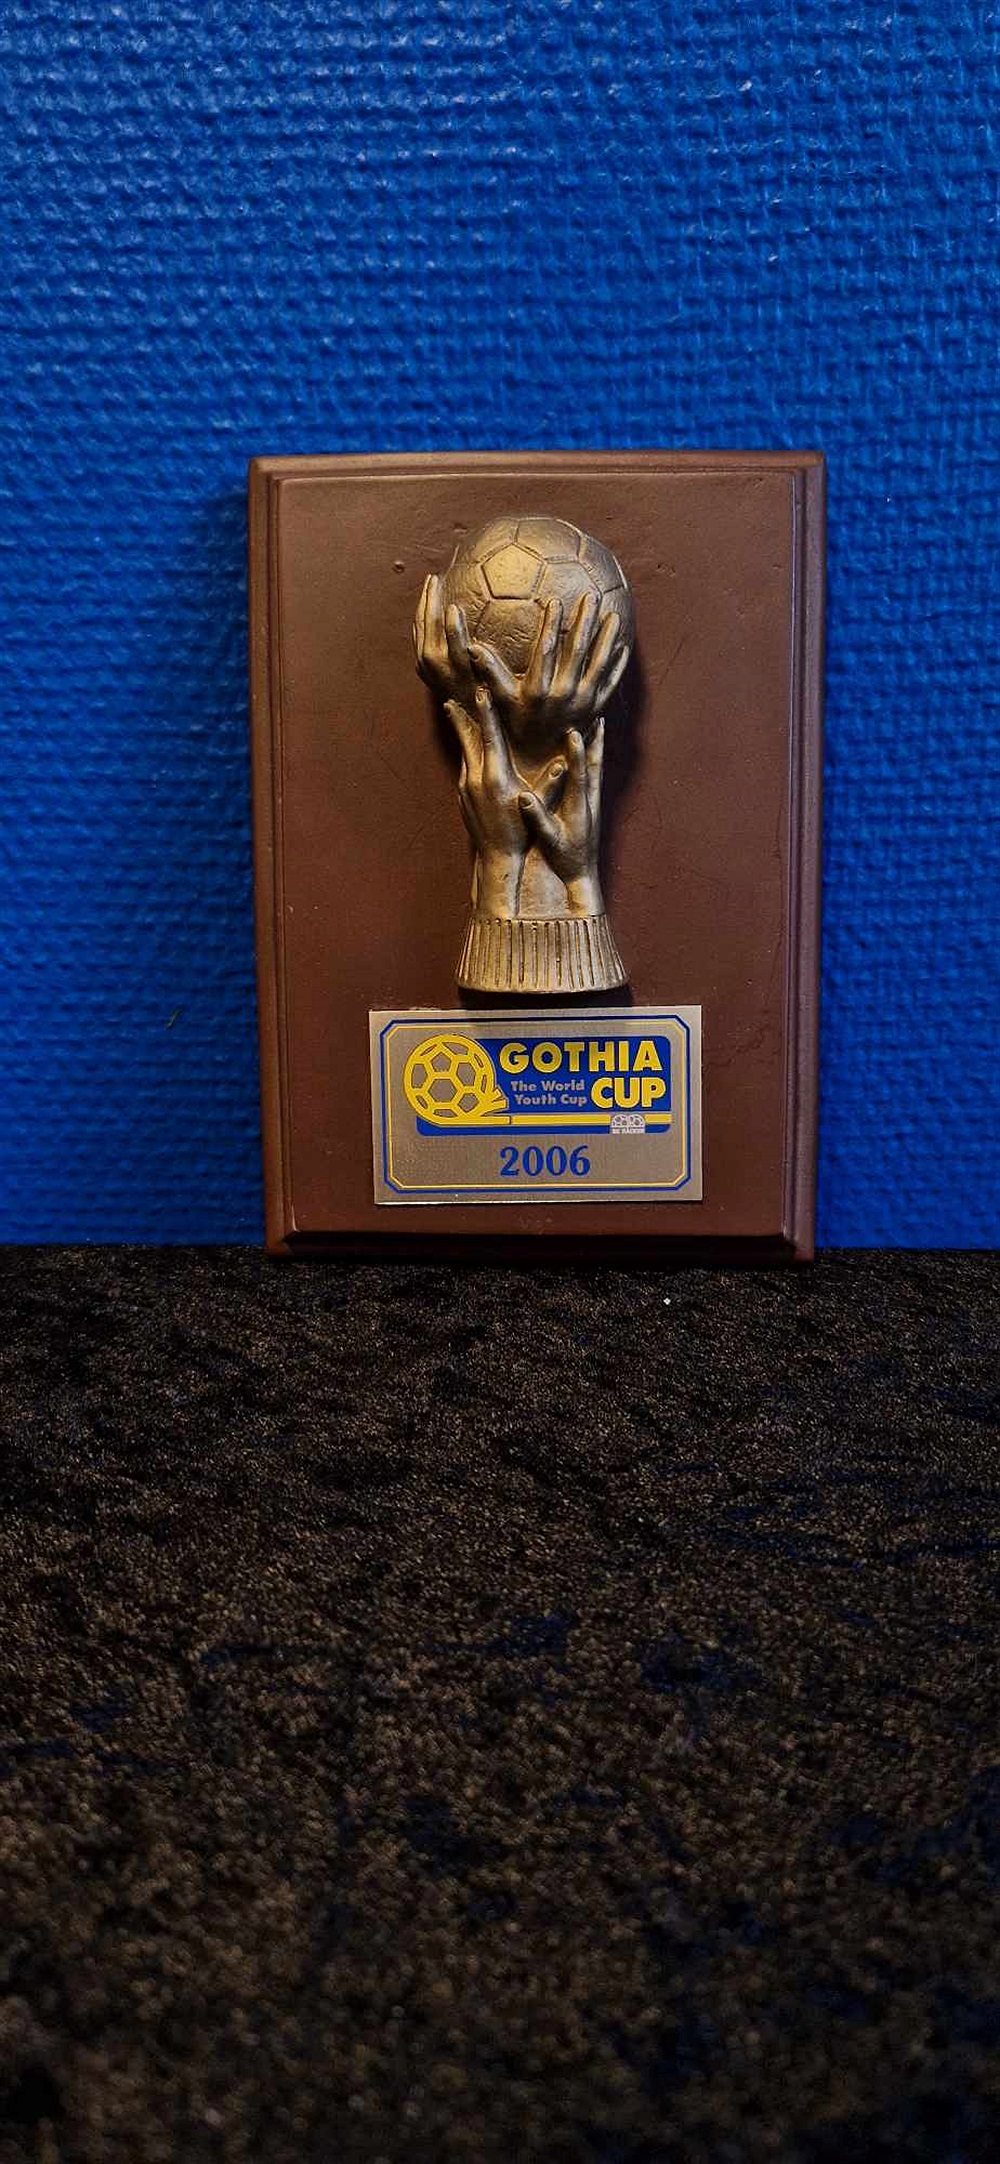 GOTHIA
The World
Youth Cup
CUP
2006